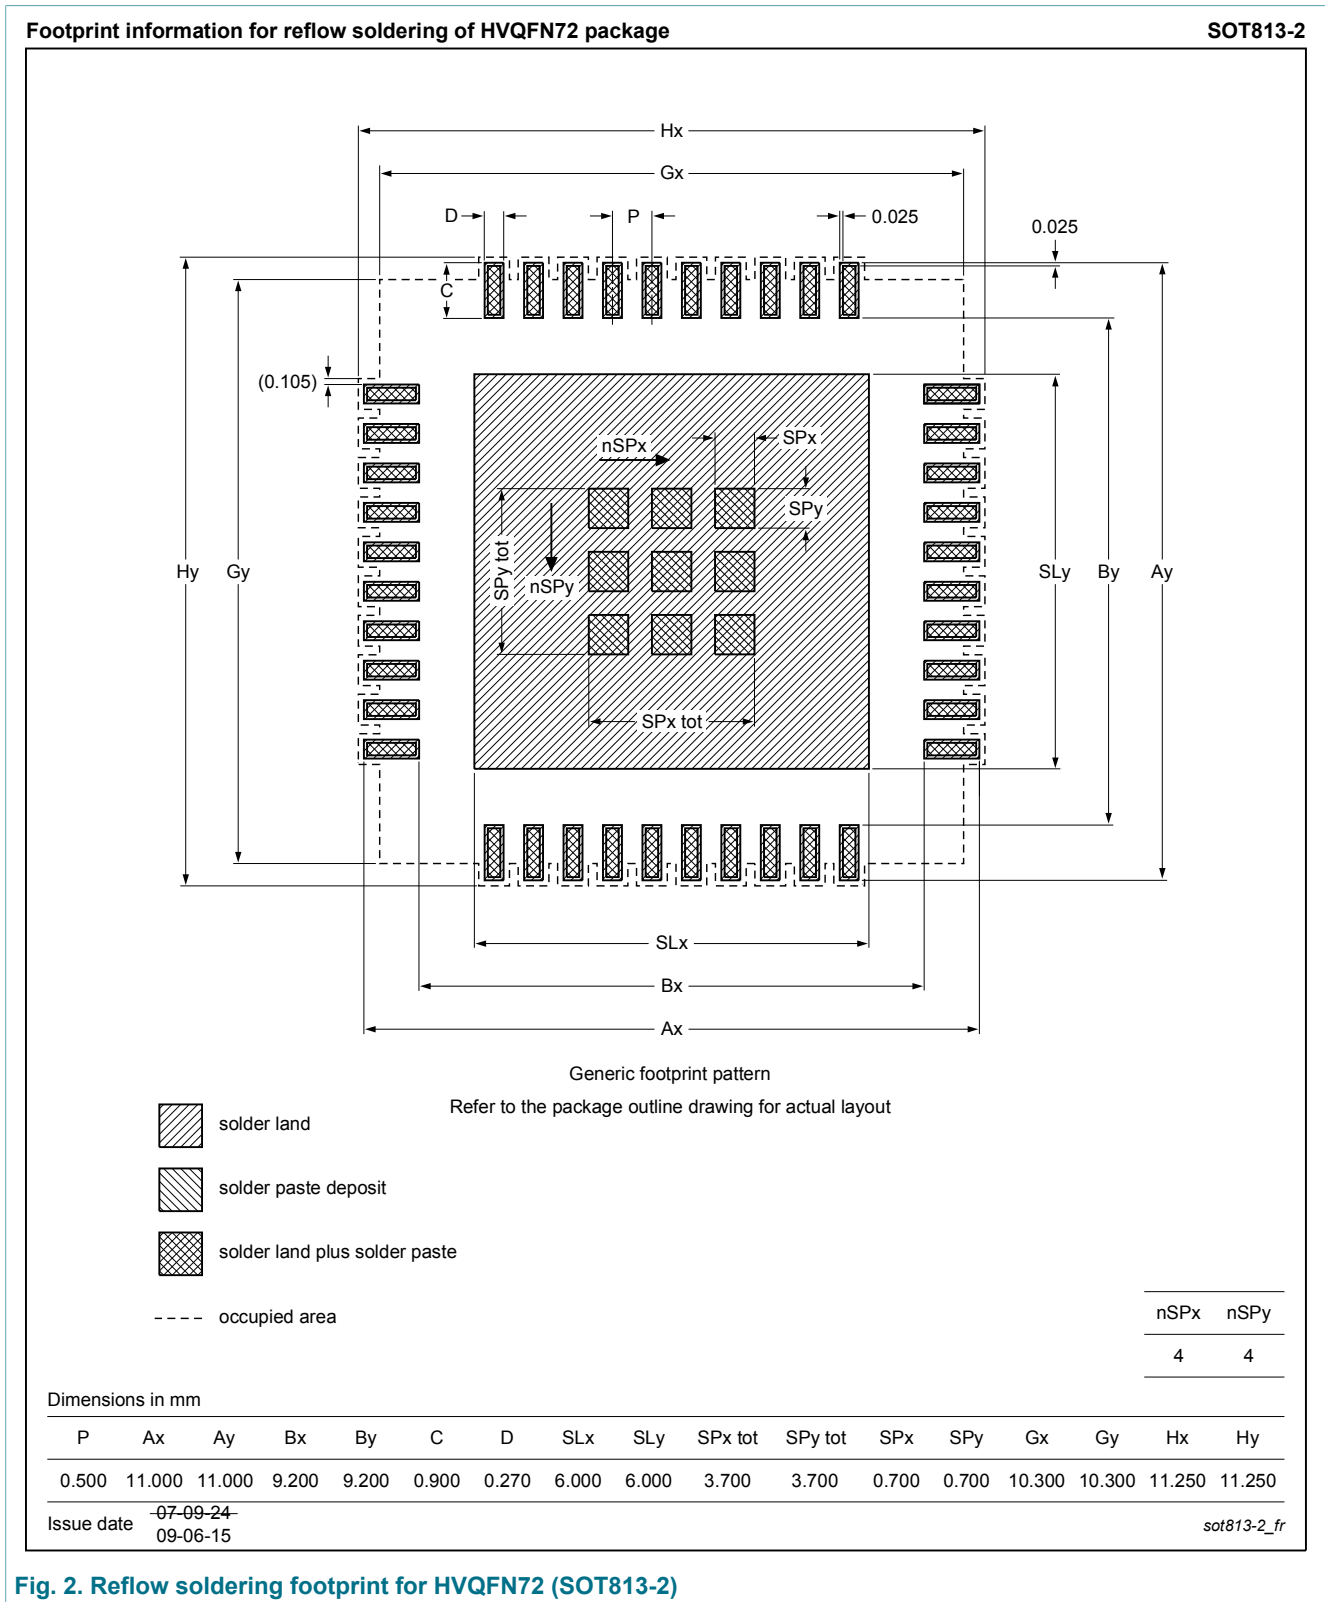 Footprint information for reflow soldering of HVQFN72 package SOT813-2
Hx
Gx
D P 0.025
0.025
C
(0.105)
nSPx SPx
SPy
SPy tot
nSPy
Hy Gy SLy By Ay
SPx tot
SLx
Bx
Ax
Generic footprint pattern
Refer to the package outline drawing for actual layout
solder land
solder paste deposit
solder land plus solder paste
occupied area
nSPx nSPy
4 4
Dimensions in mm
P Ax Ay Bx By C D SLx SLy SPx tot SPy tot SPx SPy Gx Gy Hx Hy
0.500 11.000 11.000 9.200 9.200 0.900 0.270 6.000 6.000 3.700 3.700 0.700 0.700 10.300 10.300 11.250 11.250
Issue date 07-09-24
09-06-15
sot813-2_fr
Fig. 2. Reflow soldering footprint for HVQFN72 (SOT813-2)